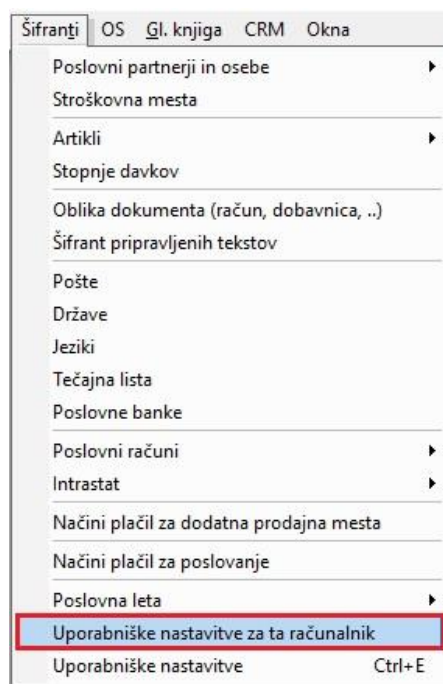 Šifranti OS Gl. knjiga CRM Okna
Poslovni partnerji in osebe
Stroškovna mesta
Artikli
Stopnje davkov
Oblika dokumenta (račun, dobavnica, ..)
Šifrant pripravljenih tekstov
Pošte
Države
Jeziki
Tečajna lista
Poslovne banke
Poslovni računi
Intrastat
Načini plačil za dodatna prodajna mesta
Načini plačil za poslovanje
Poslovna leta
Uporabniške nastavitve za ta računalnik
Uporabniške nastavitve Ctrl+E